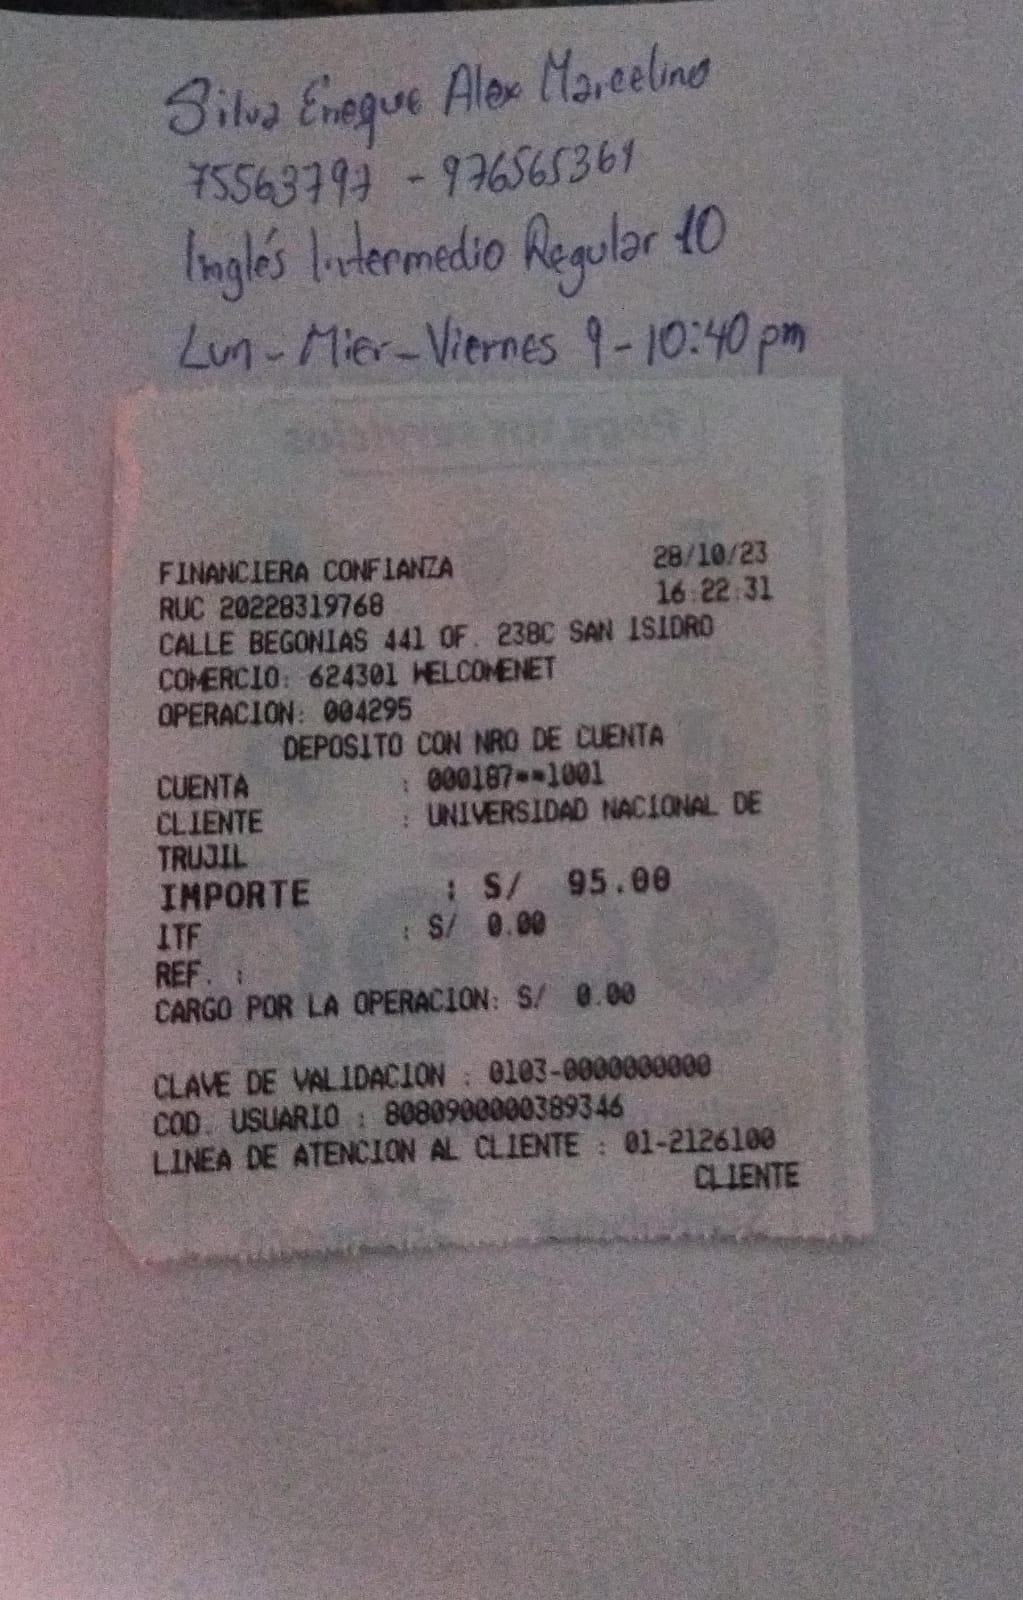 Silva Eneque Alex Marcelino
75563797 - 976565361
Inglés Intermedio Regular 10
Lun - Mier - Viernes 9 - 10:40 pm
FINANCIERA CONFIANZA 28/10/23
RUC 20228319768 16:22:31
CALLE BEGONIAS 441 OF. 238C SAN ISIDRO
COMERCIO: 624301 WELCOMENET
OPERACION: 004295
DEPOSITO CON NRO DE CUENTA
CUENTA : 000187**1001
CLIENTE : UNIVERSIDAD NACIONAL DE
TRUJIL
IMPORTE : S/ 95.00
ITF : S/ 0.00
REF. :
CARGO POR LA OPERACION: S/ 0.00
CLAVE DE VALIDACION : 0103-0000000000
COD. USUARIO : 8080900000389346
LINEA DE ATENCION AL CLIENTE : 01-2126100
CLIENTE